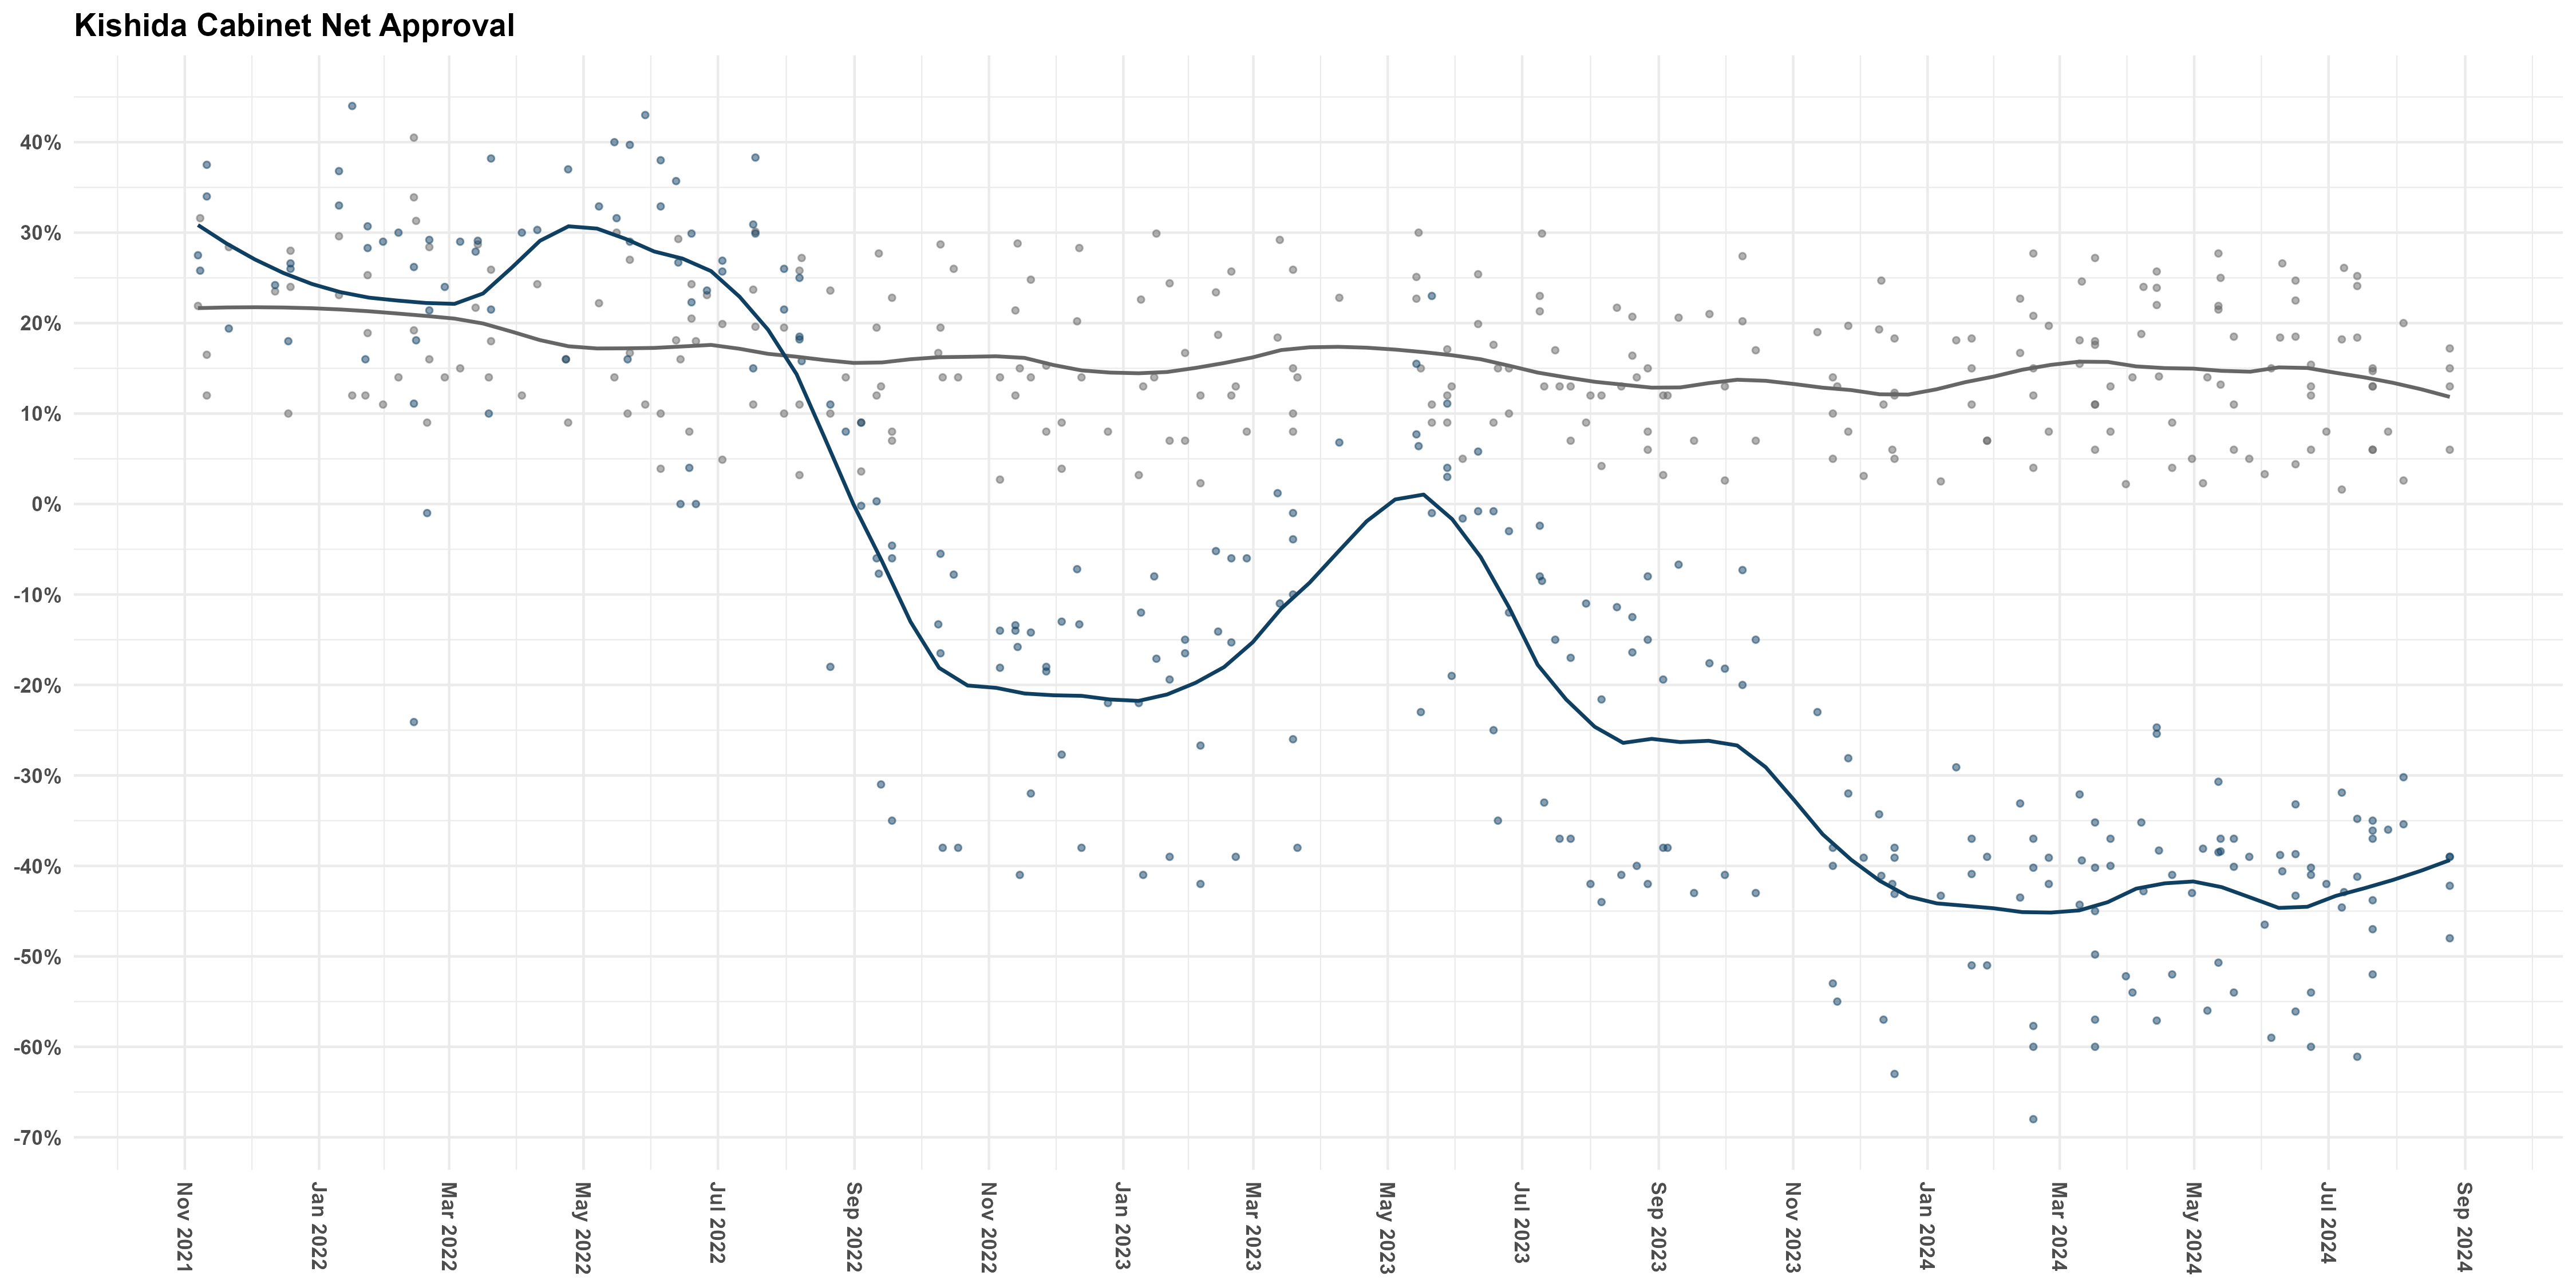 Kishida Cabinet Net Approval
40%
30%
20%
10%
0%
-10%
-20%
-30%
-40%
-50%
-60%
-70%
Nov 2021
Jan 2022
Mar 2022
May 2022
Jul 2022
Sep 2022
Nov 2022
Jan 2023
Mar 2023
May 2023
Jul 2023
Sep 2023
Nov 2023
Jan 2024
Mar 2024
May 2024
Jul 2024
Sep 2024